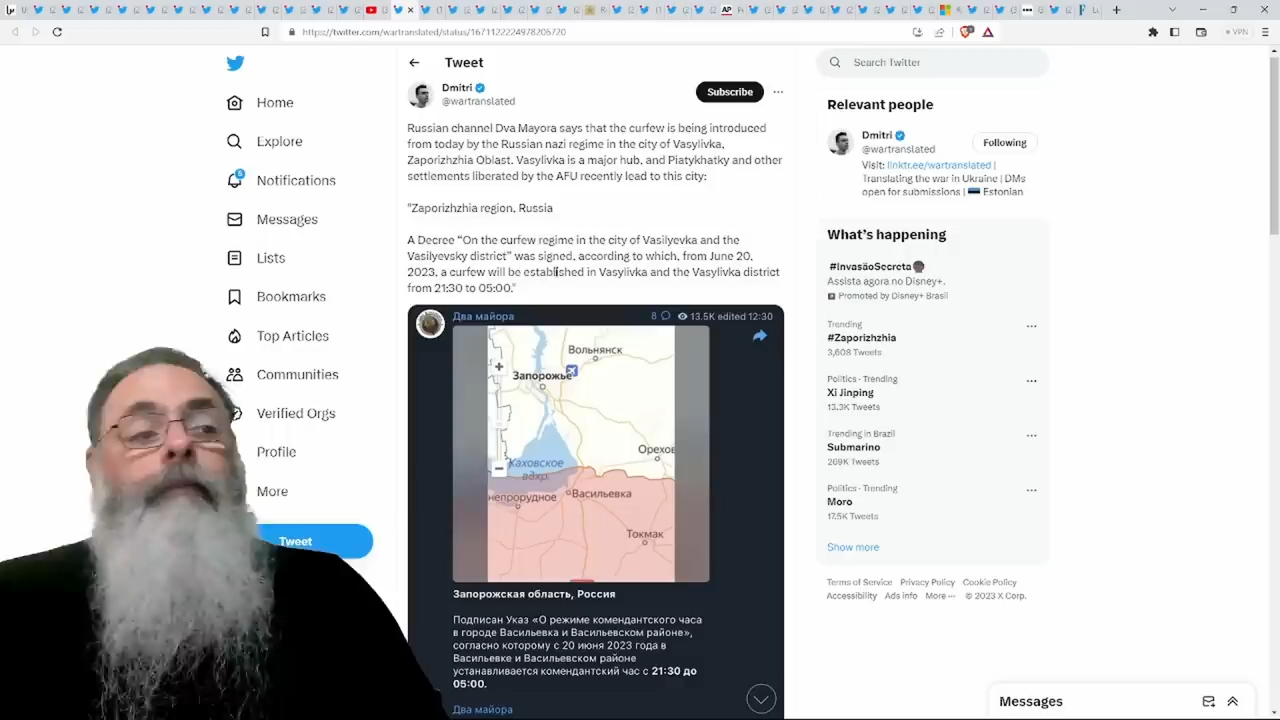 https://twitter.com/wartranslated/status/1671122224978206720
VPN
Home
Explore
6
Notifications
Messages
Lists
Bookmarks
Top Articles
Communities
Verified Orgs
Profile
More
Tweet
Tweet
Dmitri
@wartranslated
Subscribe
Russian channel Dva Mayora says that the curfew is being introduced
from today by the Russian nazi regime in the city of Vasylivka,
Zaporizhzhia Oblast. Vasylivka is a major hub, and Piatykhatky and other
settlements liberated by the AFU recently lead to this city:
"Zaporizhzhia region, Russia
A Decree “On the curfew regime in the city of Vasilyevka and the
Vasilyevsky district” was signed, according to which, from June 20,
2023, a curfew will be established in Vasylivka and the Vasylivka district
from 21:30 to 05:00."
Два майора
8
13.5K edited 12:30
Вольнянск
Запорожье
Орехов
Каховское
вдхр.
непрорудное
Васильевка
Токмак
Запорожская область, Россия
Подписан Указ «О режиме комендантского часа
в городе Васильевка и Васильевском районе»,
согласно которому с 20 июня 2023 года в
Васильевке и Васильевском районе
устанавливается комендантский час с 21:30 до
05:00.
Два майора
Search Twitter
Relevant people
Dmitri
@wartranslated
Following
Visit: linktr.ee/wartranslated |
Translating the war in Ukraine | DMs
open for submissions | Estonian
What's happening
#InvasãoSecreta
Assista agora no Disney+.
Promoted by Disney+ Brasil
Trending
#Zaporizhzhia
3,608 Tweets
Politics · Trending
Xi Jinping
13.3K Tweets
Trending in Brazil
Submarino
269K Tweets
Politics · Trending
Moro
17.5K Tweets
Show more
Terms of Service Privacy Policy Cookie Policy
Accessibility Ads info More ··· © 2023 X Corp.
Messages